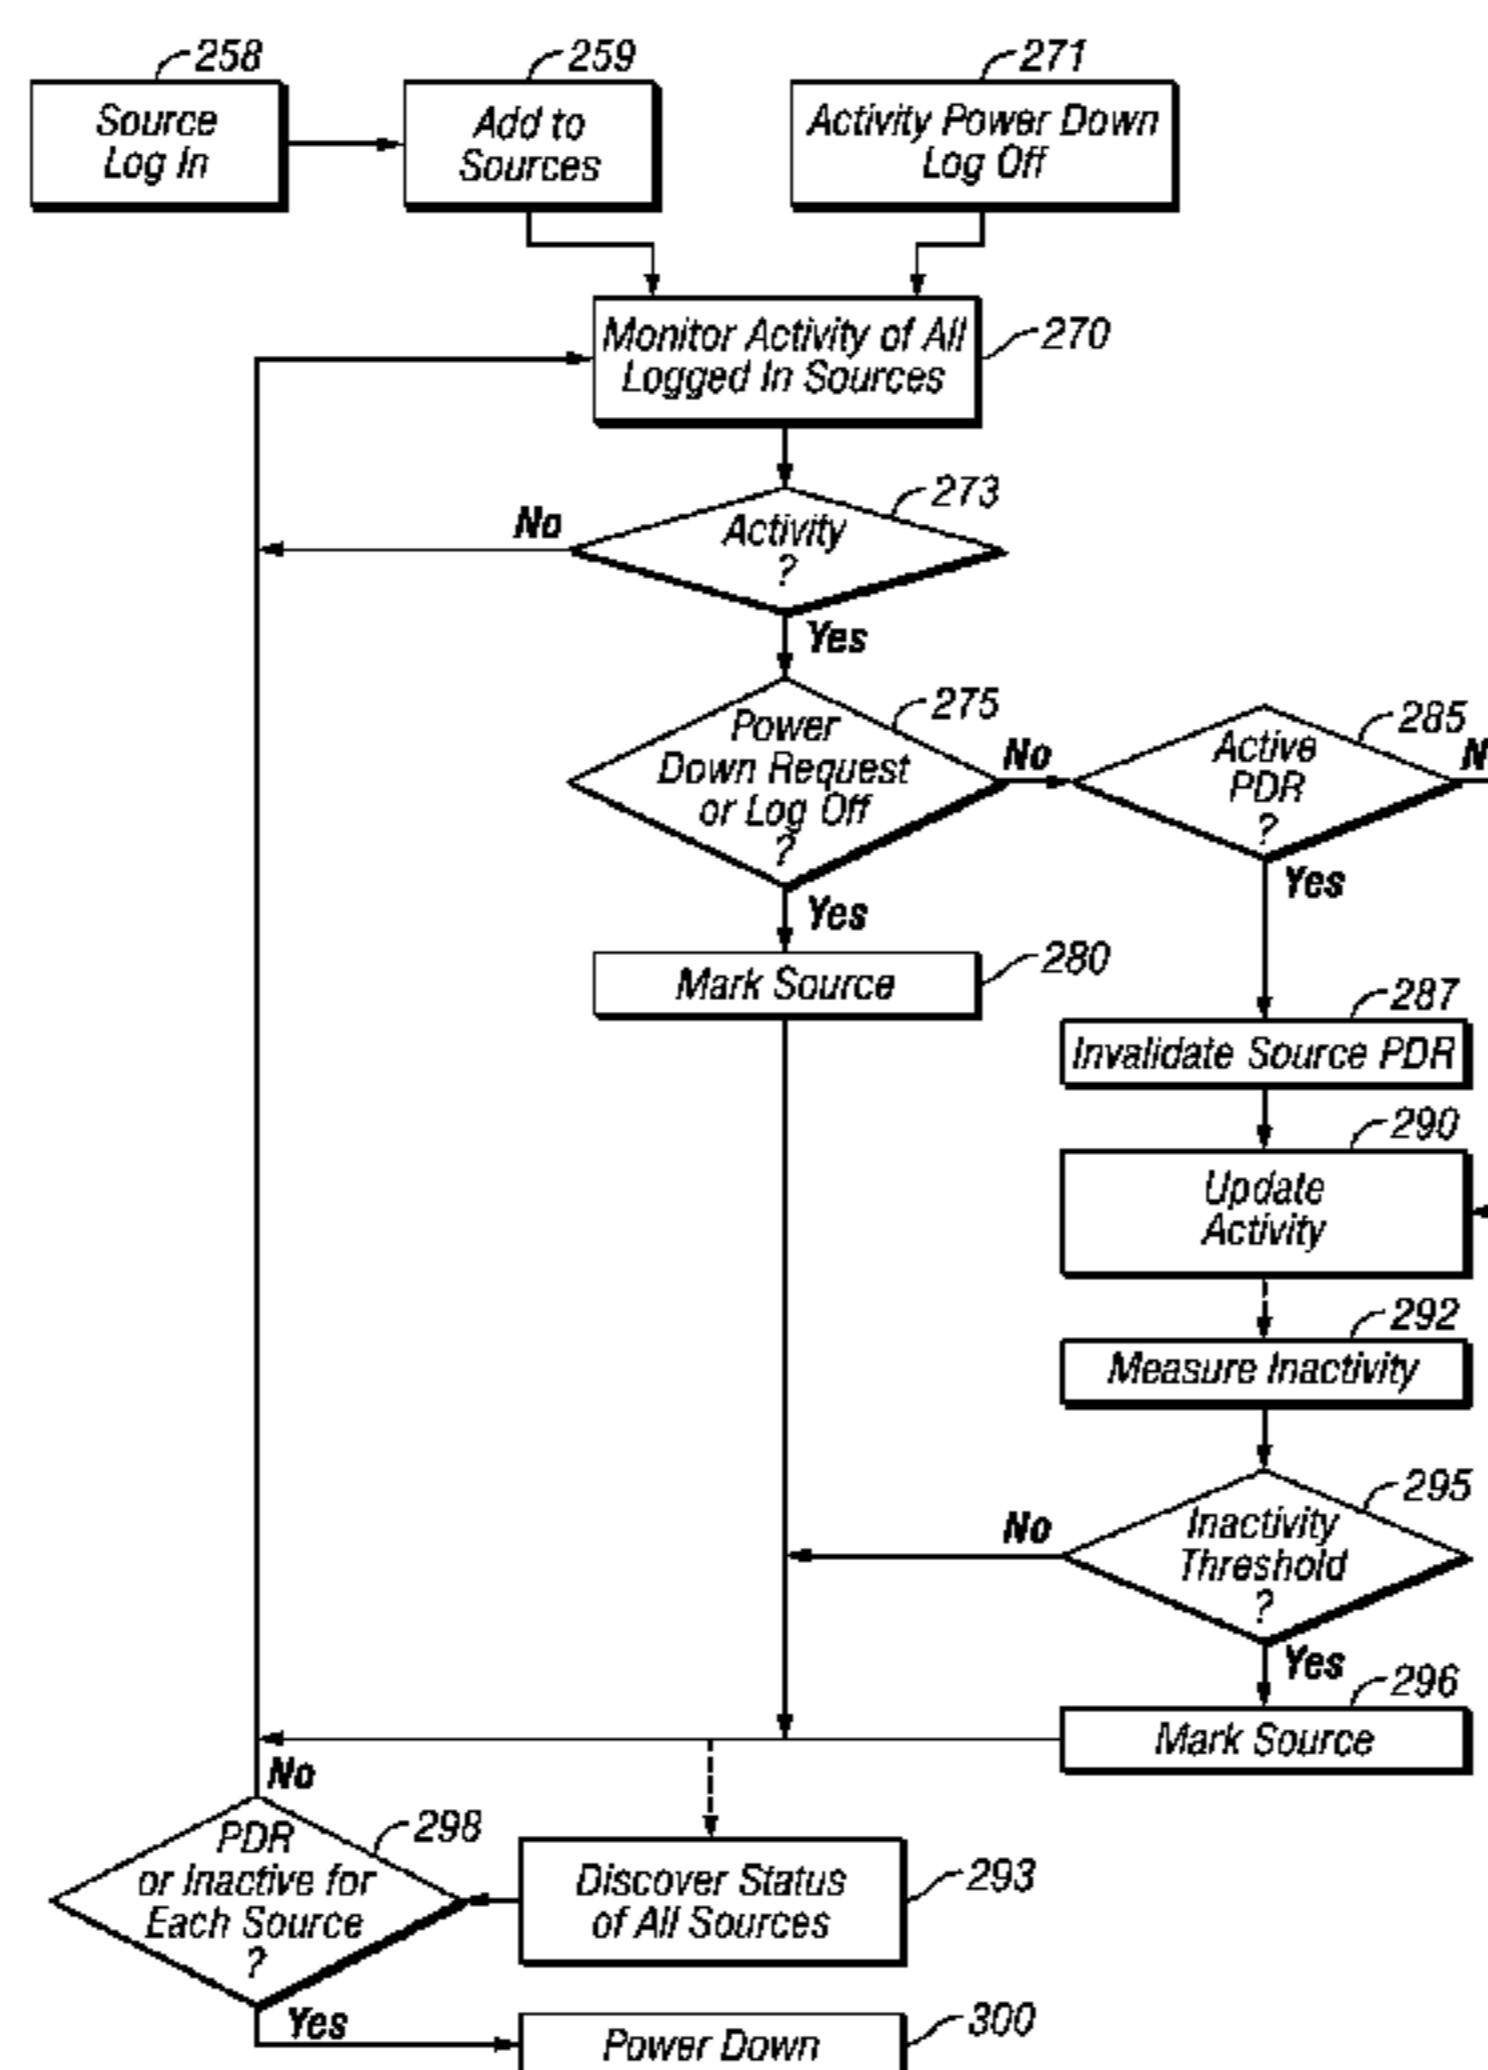 258
Source
Log In
259
Add to
Sources
271
Activity Power Down
Log Off
Monitor Activity of All
Logged In Sources
270
273
Activity
?
No
Yes
275
Power
Down Request
or Log Off
?
No
Yes
285
Active
PDR
?
N
Yes
Mark Source
280
287
Invalidate Source PDR
290
Update
Activity
292
Measure Inactivity
295
Inactivity
Threshold
?
No
Yes
296
Mark Source
No
298
PDR
or Inactive for
Each Source
?
Discover Status
of All Sources
293
Yes
Power Down
300